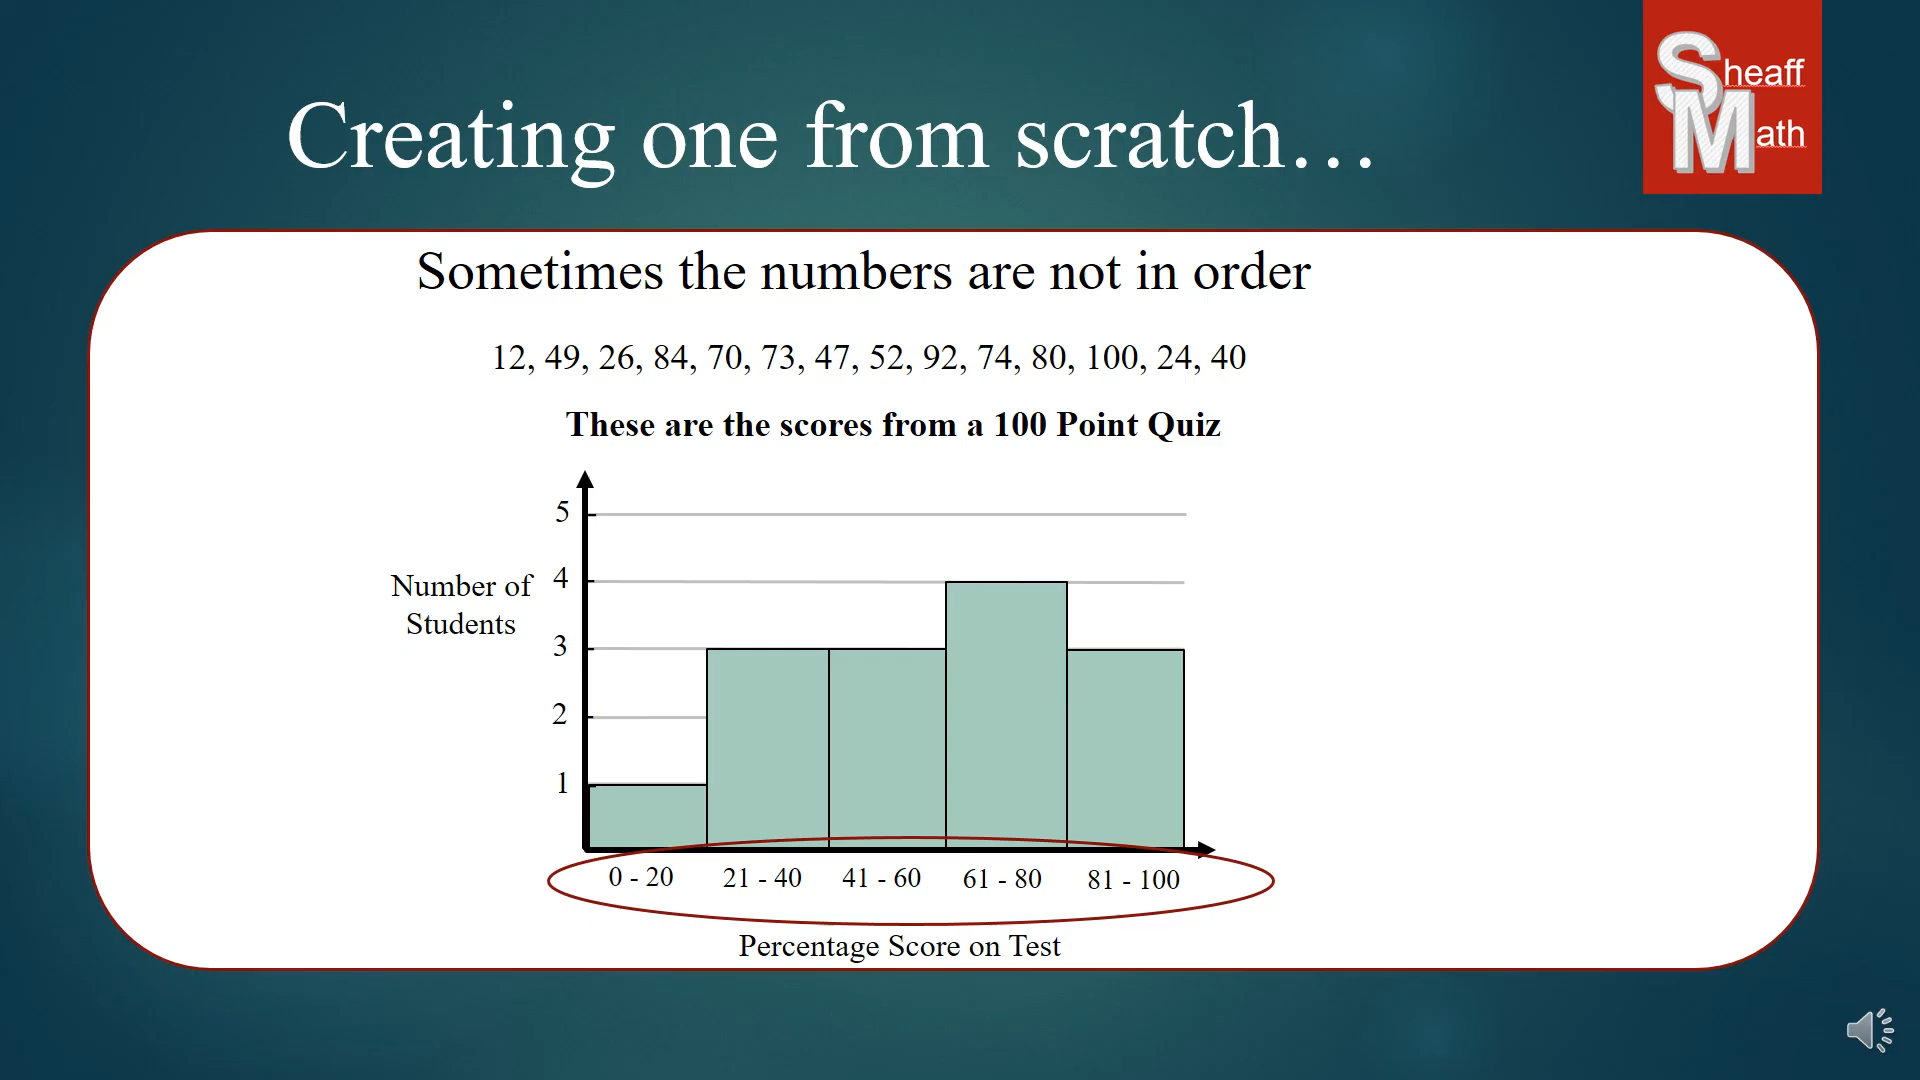 Creating one from scratch…
Sheaff
Math
Sometimes the numbers are not in order
12, 49, 26, 84, 70, 73, 47, 52, 92, 74, 80, 100, 24, 40
These are the scores from a 100 Point Quiz
5
4
3
2
1
Number of
Students
0 - 20 21 - 40 41 - 60 61 - 80 81 - 100
Percentage Score on Test